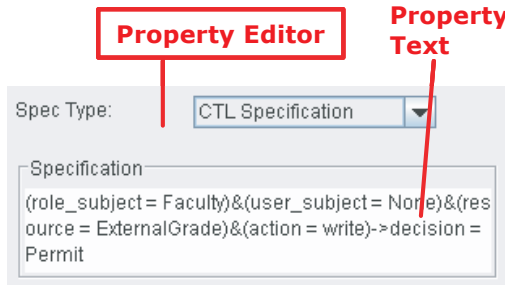 Property Editor
Property
Text
Spec Type:
CTL Specification
Specification
(role_subject = Faculty)&(user_subject = None)&(res
ource = ExternalGrade)&(action = write)->decision =
Permit